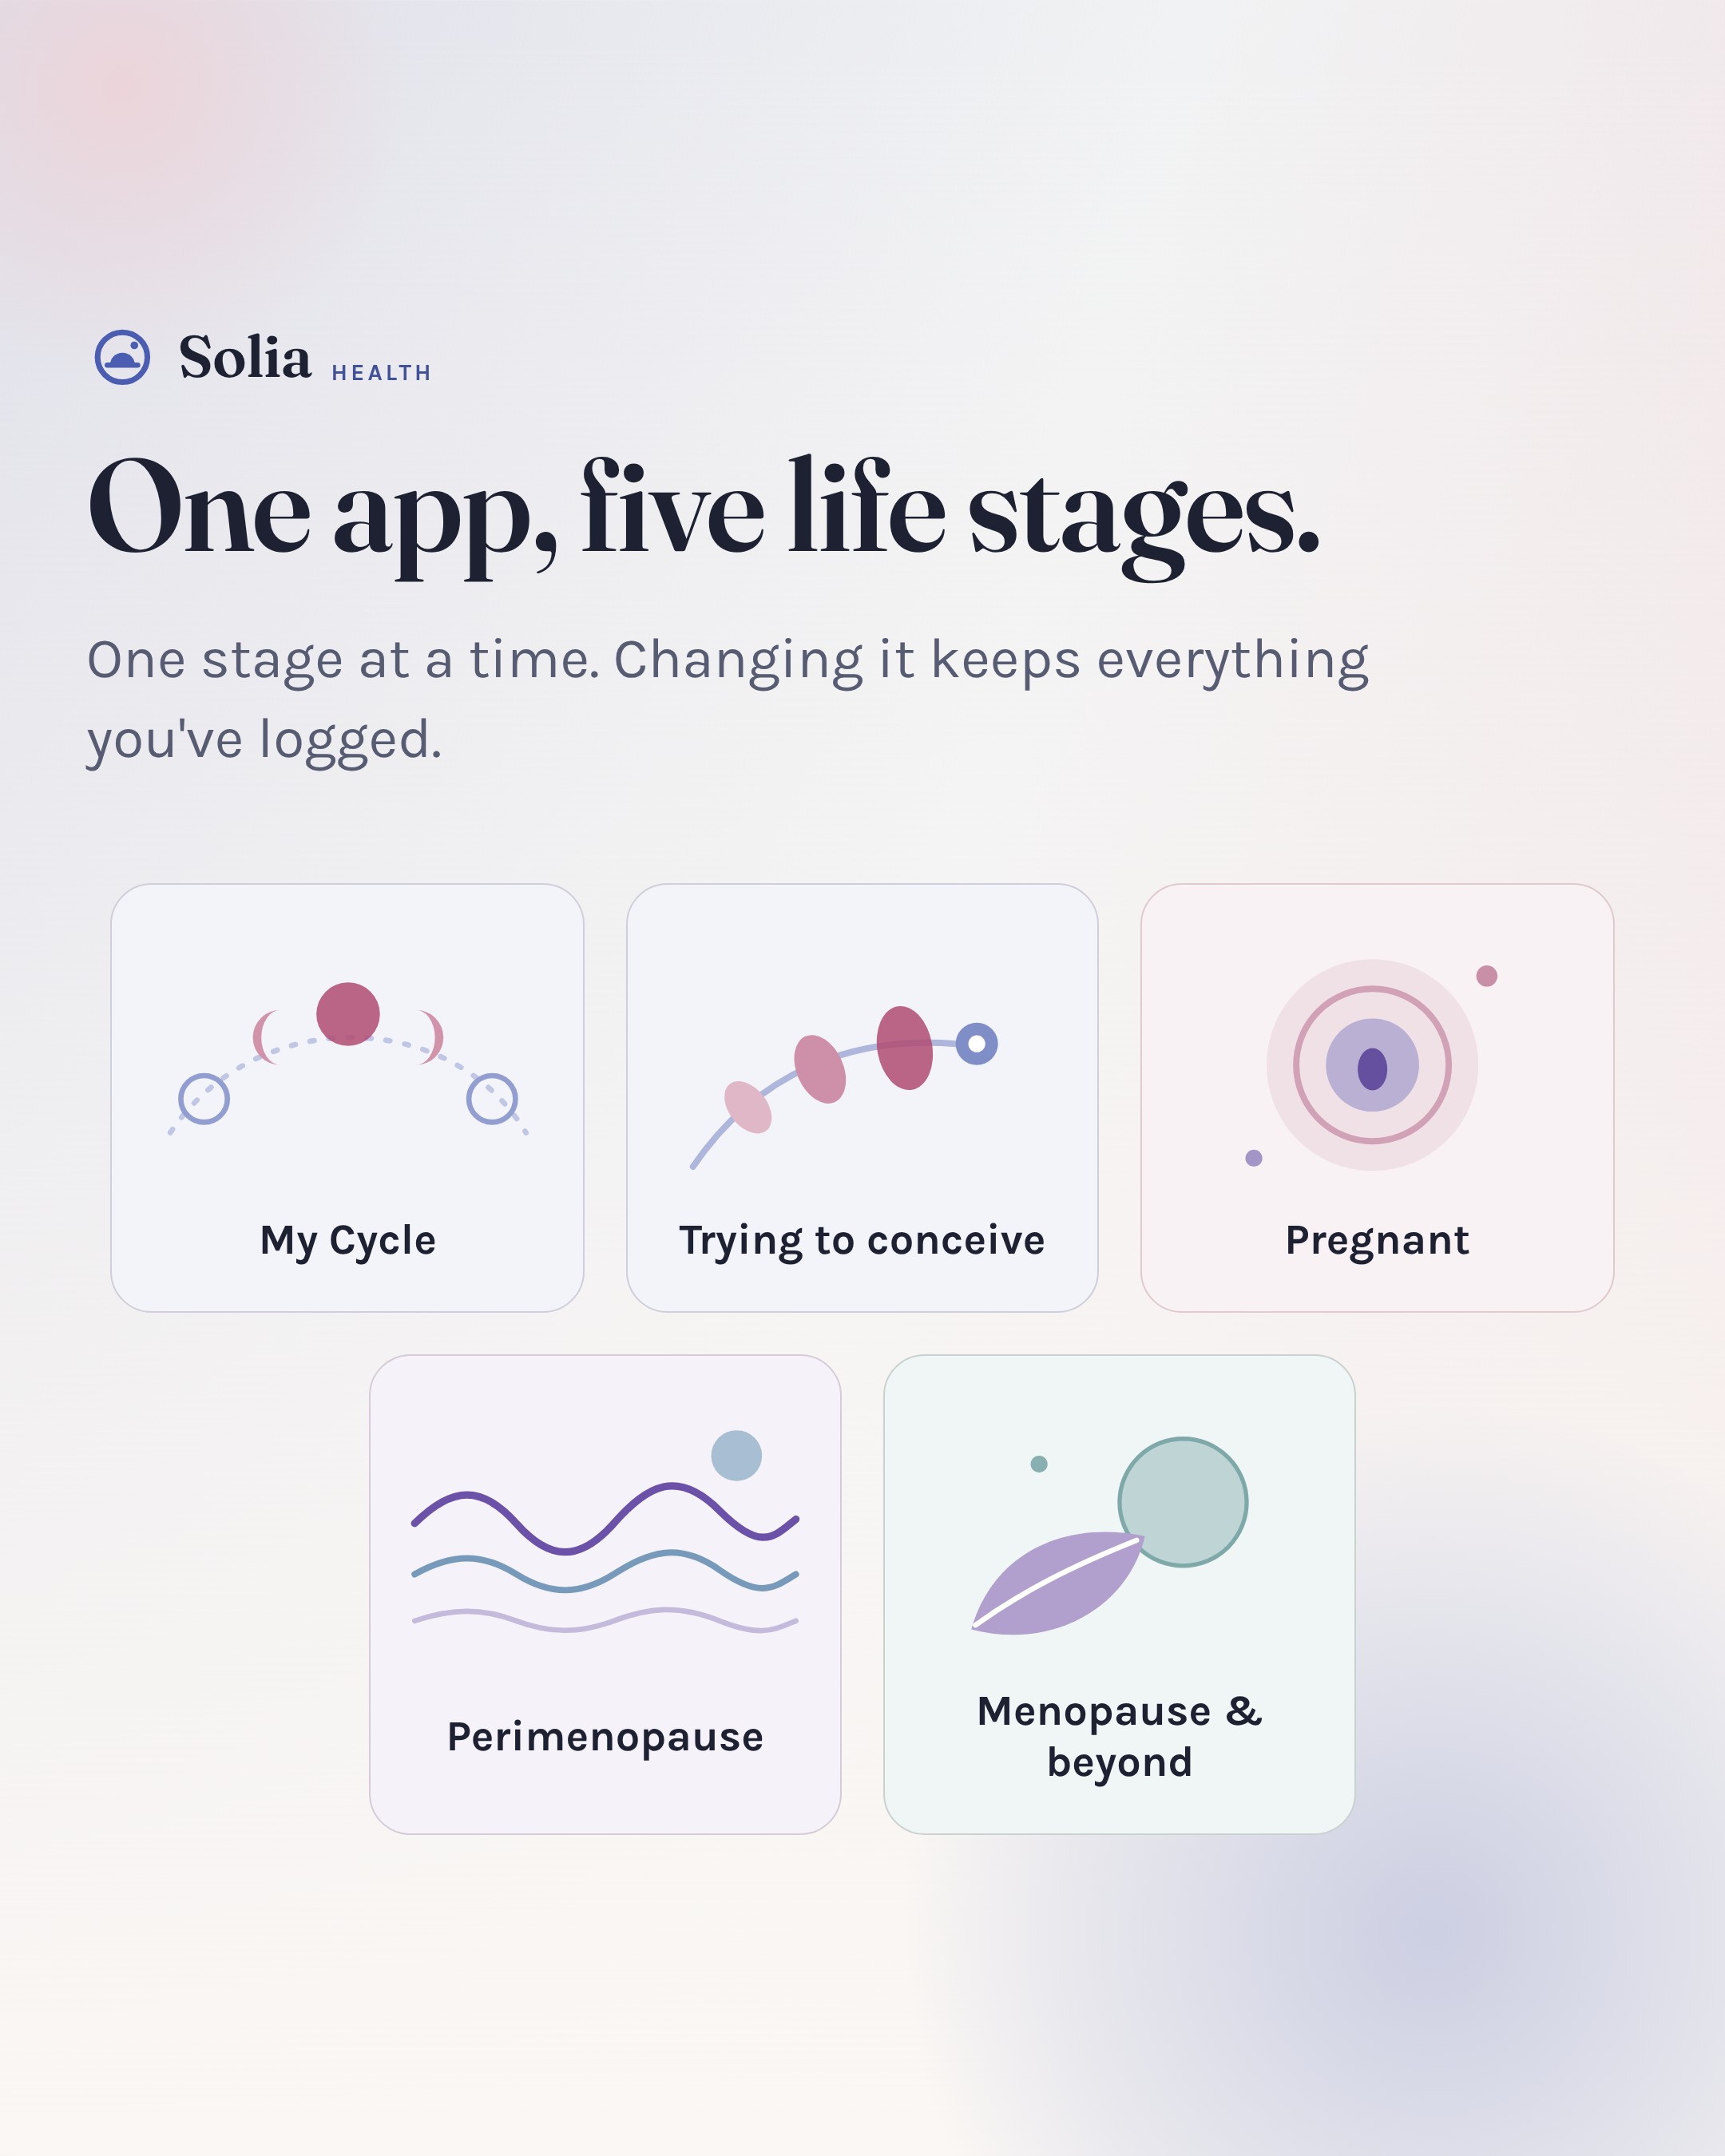 Solia HEALTH
One app, five life stages.
One stage at a time. Changing it keeps everything
you've logged.
My Cycle
Trying to conceive
Pregnant
Perimenopause
Menopause &
beyond